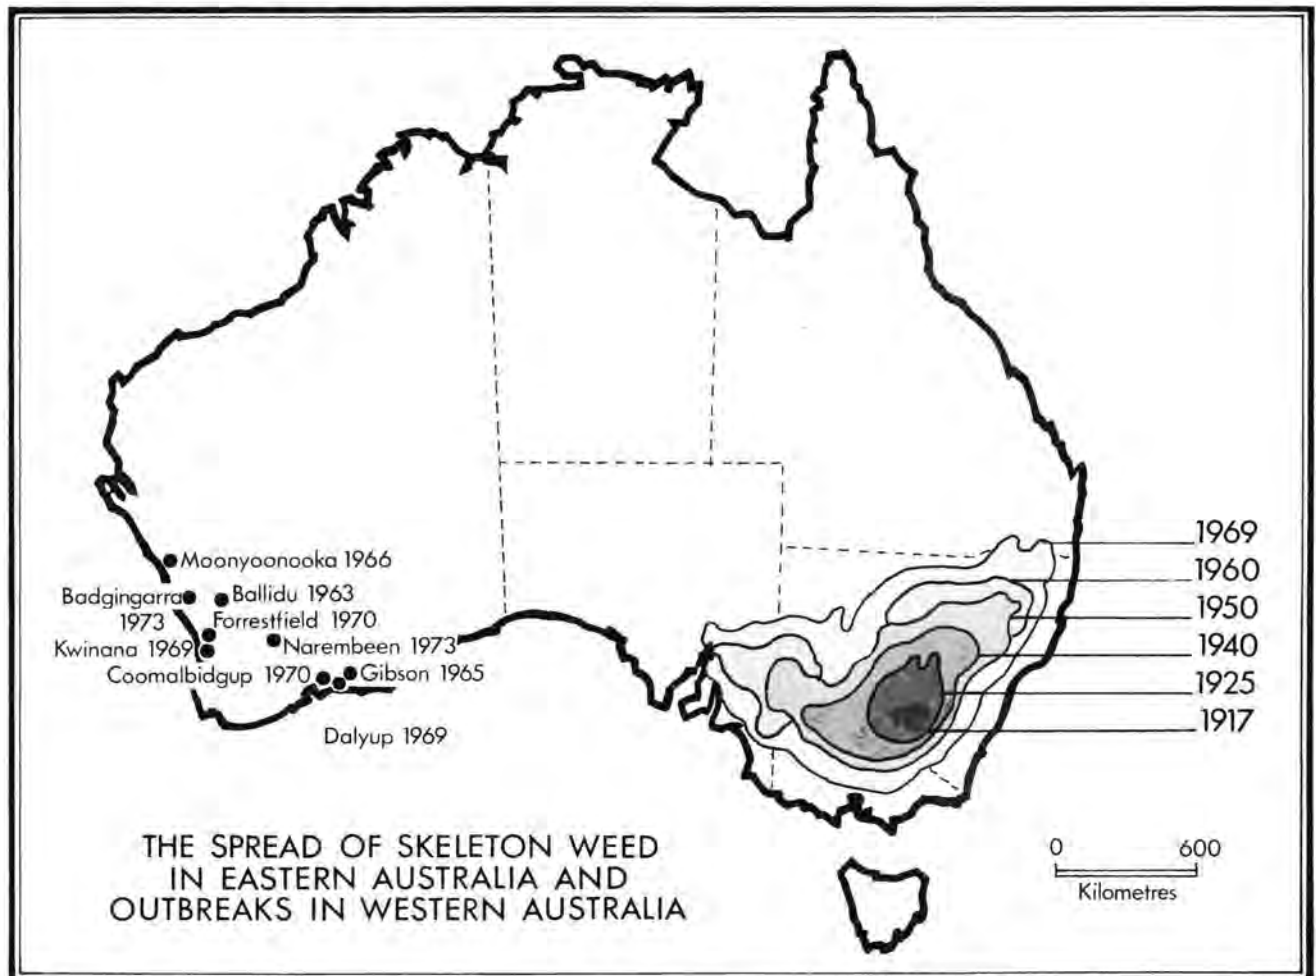 Moonyoonooka 1966
Badgingarra
1973
Ballidu 1963
Forrestfield 1970
Kwinana 1969
Narembeen 1973
Coomalbidgup 1970
Gibson 1965
Dalyup 1969
1969
1960
1950
1940
1925
1917
THE SPREAD OF SKELETON WEED
IN EASTERN AUSTRALIA AND
OUTBREAKS IN WESTERN AUSTRALIA
0 600
Kilometres